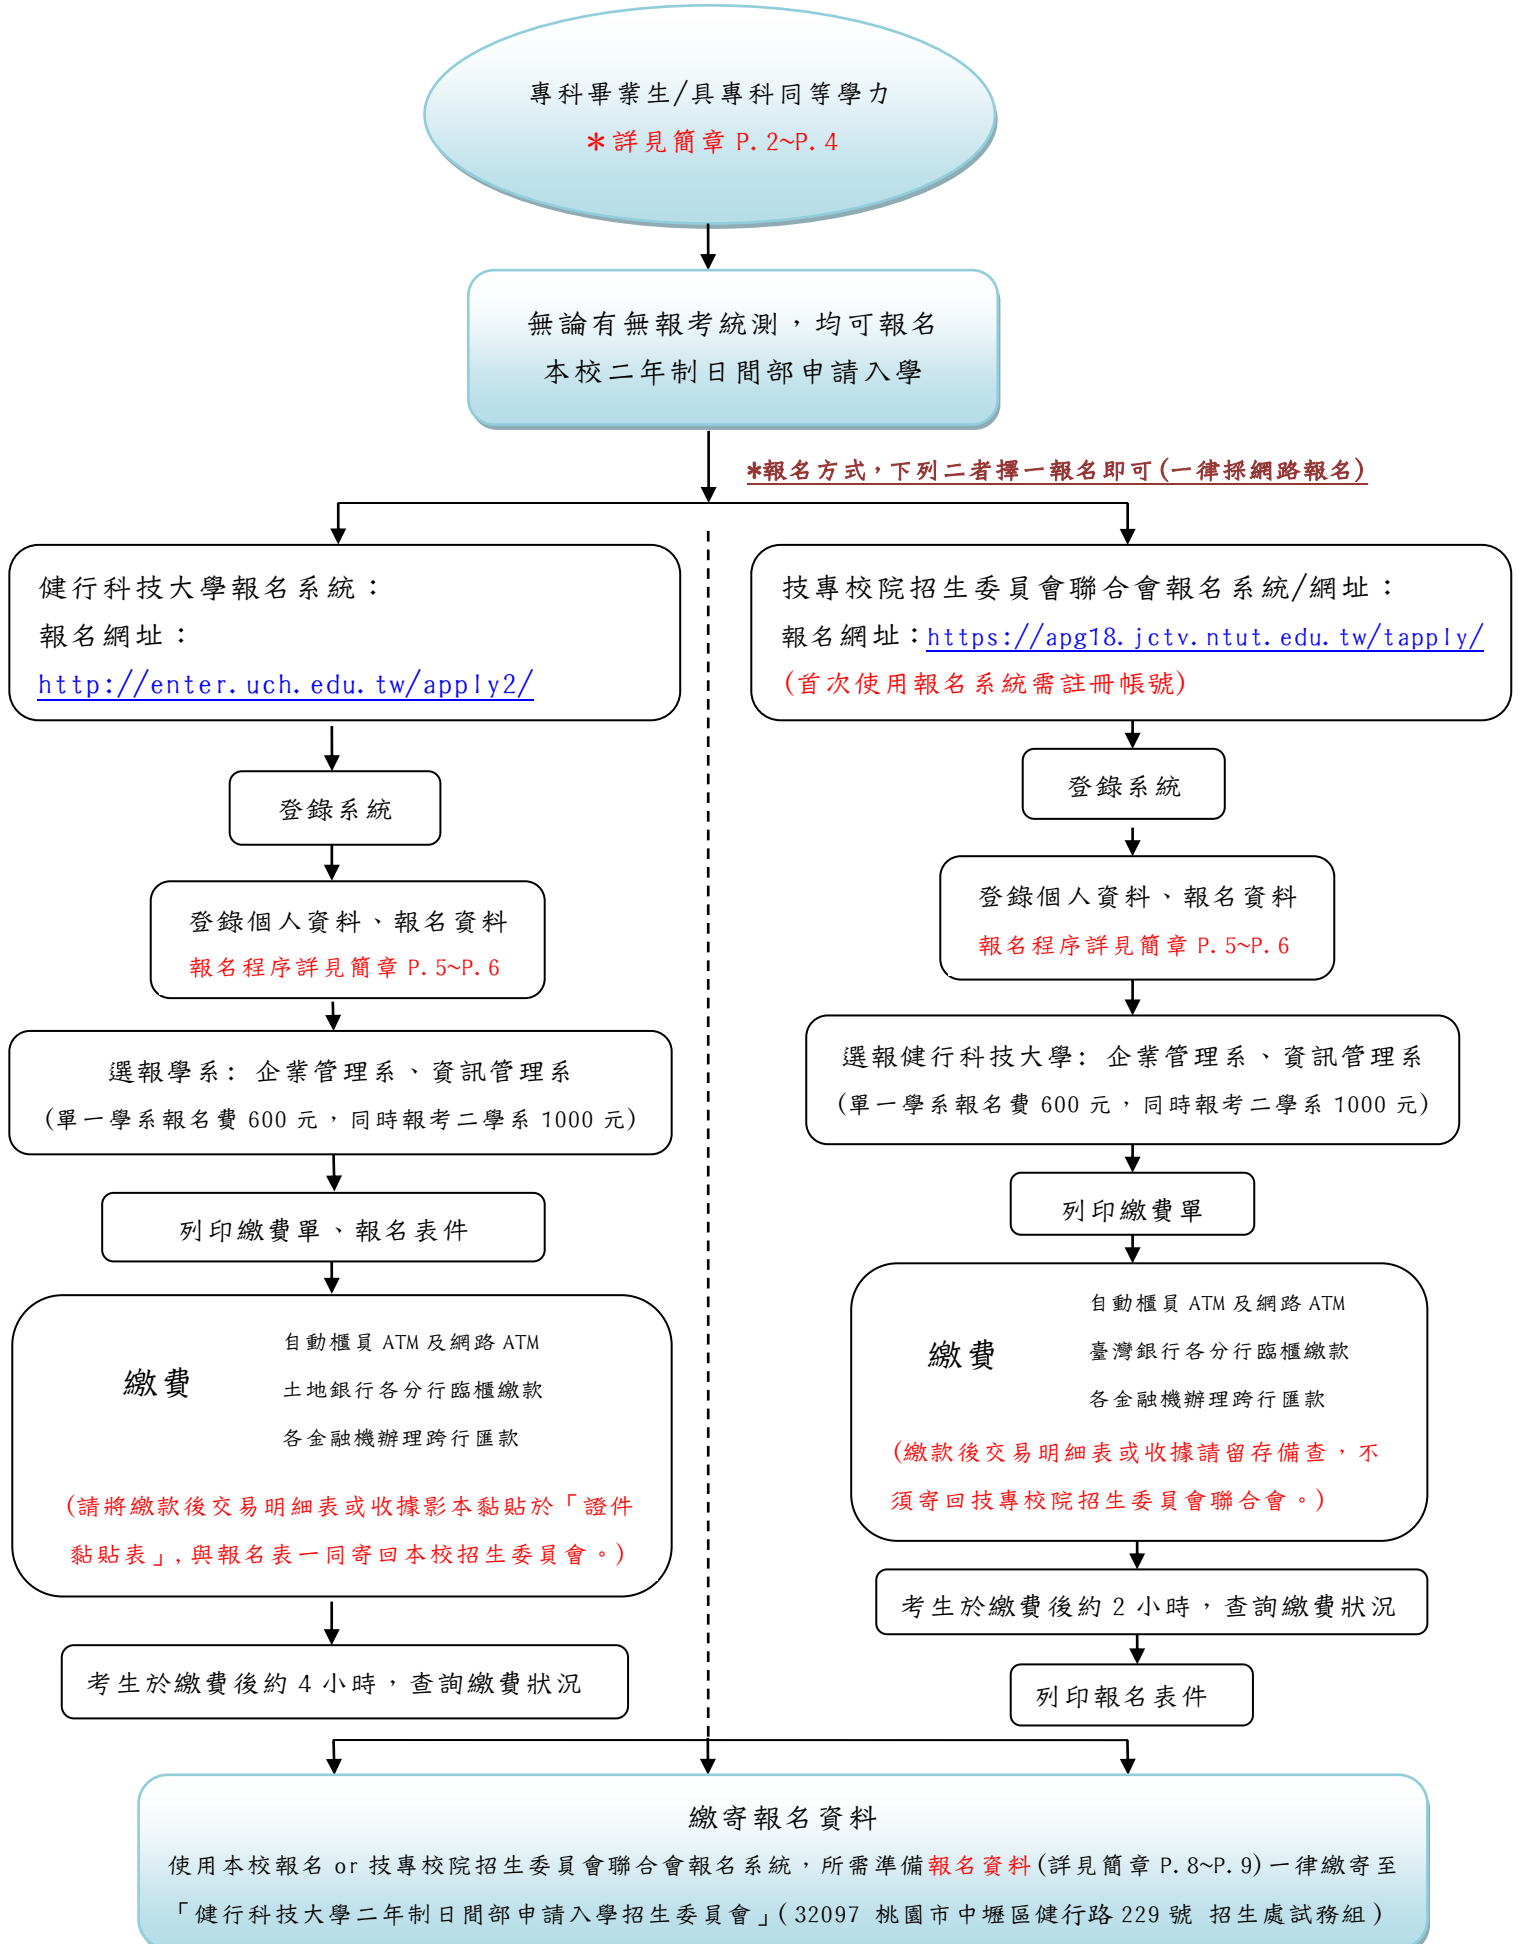 專科畢業生/具專科同等學力
＊詳見簡章 P.2~P.4
無論有無報考統測，均可報名
本校二年制日間部申請入學
*報名方式，下列二者擇一報名即可(一律採網路報名)
健行科技大學報名系統：
報名網址：
http://enter.uch.edu.tw/apply2/
登錄系統
登錄個人資料、報名資料
報名程序詳見簡章 P.5~P.6
選報學系: 企業管理系、資訊管理系
(單一學系報名費 600 元，同時報考二學系 1000 元)
列印繳費單、報名表件
繳費
自動櫃員 ATM 及網路 ATM
土地銀行各分行臨櫃繳款
各金融機辦理跨行匯款
(請將繳款後交易明細表或收據影本黏貼於「證件
黏貼表」,與報名表一同寄回本校招生委員會。)
考生於繳費後約 4 小時，查詢繳費狀況
技專校院招生委員會聯合會報名系統/網址：
報名網址：https://apg18.jctv.ntut.edu.tw/tapply/
(首次使用報名系統需註冊帳號)
登錄系統
登錄個人資料、報名資料
報名程序詳見簡章 P.5~P.6
選報健行科技大學: 企業管理系、資訊管理系
(單一學系報名費 600 元，同時報考二學系 1000 元)
列印繳費單
繳費
自動櫃員 ATM 及網路 ATM
臺灣銀行各分行臨櫃繳款
各金融機辦理跨行匯款
(繳款後交易明細表或收據請留存備查，不
須寄回技專校院招生委員會聯合會。)
考生於繳費後約 2 小時，查詢繳費狀況
列印報名表件
繳寄報名資料
使用本校報名 or 技專校院招生委員會聯合會報名系統，所需準備報名資料(詳見簡章 P.8~P.9)一律繳寄至
「健行科技大學二年制日間部申請入學招生委員會」(32097 桃園市中壢區健行路 229 號 招生處試務組)